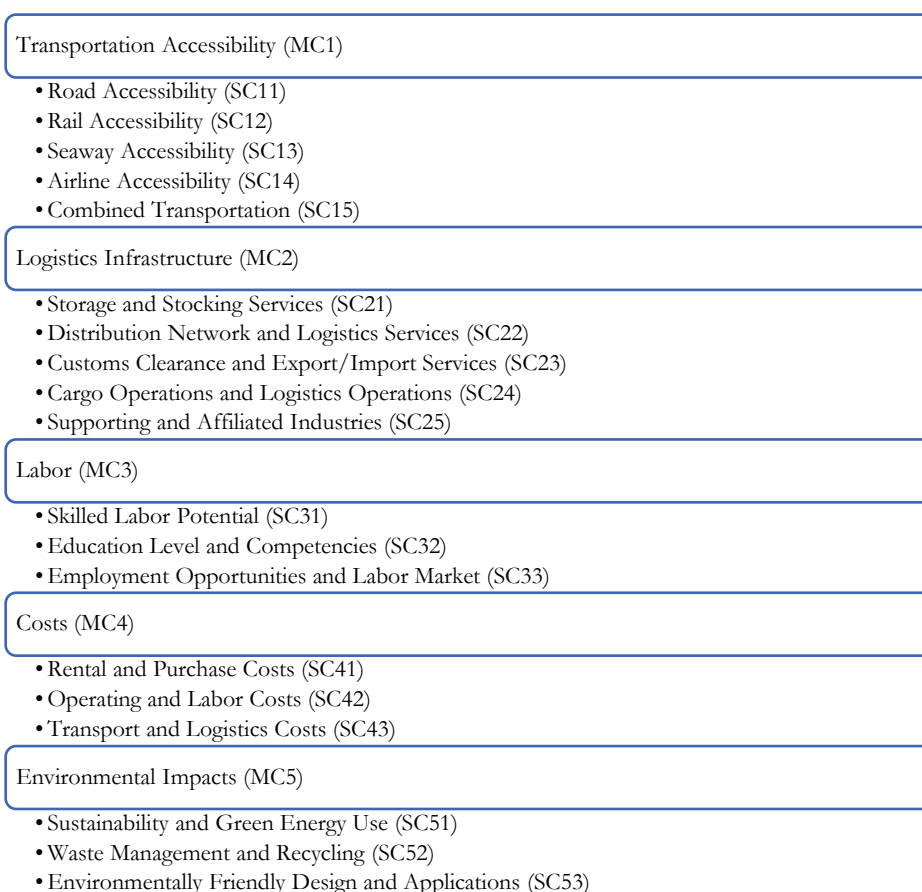 Transportation Accessibility (MC1)
• Road Accessibility (SC11)
• Rail Accessibility (SC12)
• Seaway Accessibility (SC13)
• Airline Accessibility (SC14)
• Combined Transportation (SC15)
Logistics Infrastructure (MC2)
• Storage and Stocking Services (SC21)
• Distribution Network and Logistics Services (SC22)
• Customs Clearance and Export/Import Services (SC23)
• Cargo Operations and Logistics Operations (SC24)
• Supporting and Affiliated Industries (SC25)
Labor (MC3)
• Skilled Labor Potential (SC31)
• Education Level and Competencies (SC32)
• Employment Opportunities and Labor Market (SC33)
Costs (MC4)
• Rental and Purchase Costs (SC41)
• Operating and Labor Costs (SC42)
• Transport and Logistics Costs (SC43)
Environmental Impacts (MC5)
• Sustainability and Green Energy Use (SC51)
• Waste Management and Recycling (SC52)
• Environmentally Friendly Design and Applications (SC53)